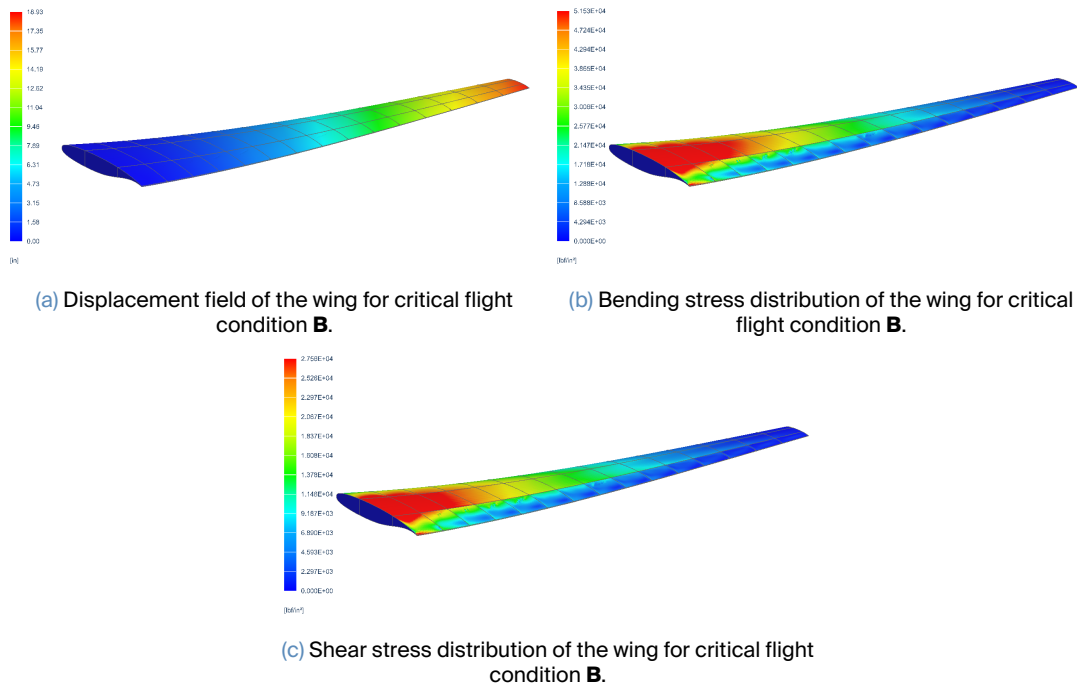 18.93
17.35
15.77
14.19
12.62
11.04
9.46
7.89
6.31
4.73
3.15
1.58
0.00
[in]
(a) Displacement field of the wing for critical flight
condition B.
5.153E+04
4.724E+04
4.294E+04
3.865E+04
3.435E+04
3.006E+04
2.577E+04
2.147E+04
1.718E+04
1.288E+04
8.588E+03
4.294E+03
0.000E+00
[lbf/in²]
(b) Bending stress distribution of the wing for critical
flight condition B.
2.756E+04
2.526E+04
2.297E+04
2.067E+04
1.837E+04
1.608E+04
1.378E+04
1.148E+04
9.187E+03
6.890E+03
4.593E+03
2.297E+03
0.000E+00
[lbf/in²]
(c) Shear stress distribution of the wing for critical flight
condition B.